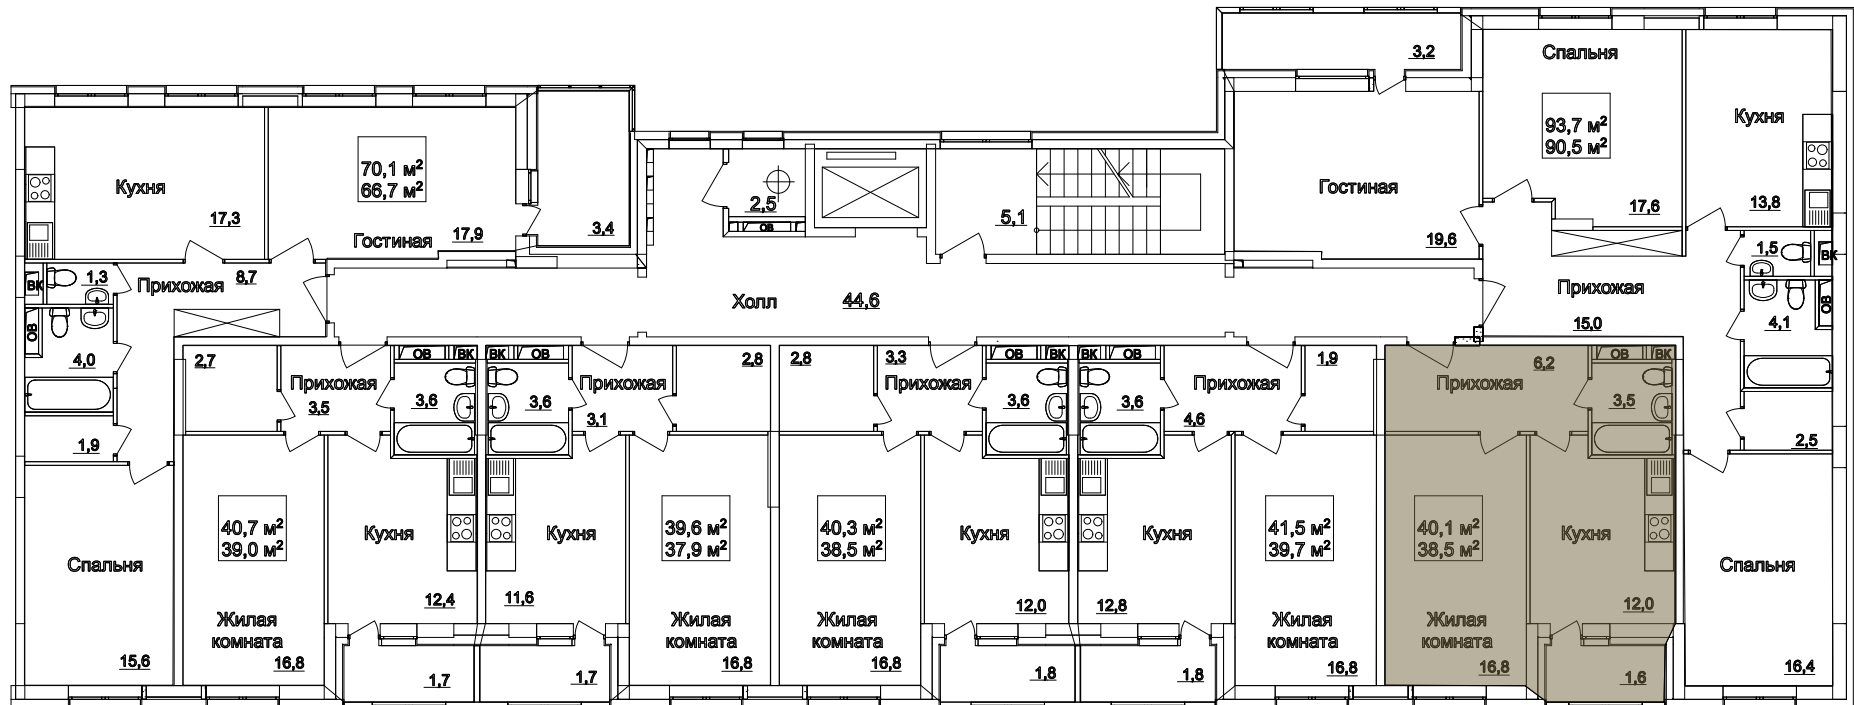 3,2
Спальня
93,7 м²
90,5 м²
Кухня
70,1 м²
66,7 м²
Кухня
17,3
Гостиная
17,9
3,4
2,5
ОВ
5,1
Гостиная
19,6
17,6
13,8
1,5
ВК
ВК
1,3
Прихожая
8,7
Холл
44,6
Прихожая
15,0
4,1
ОВ
ОВ
4,0
2,7
Прихожая
3,5
ОВ
ВК
3,6
ВК
ОВ
3,6
Прихожая
3,1
2,8
2,8
3,3
Прихожая
ОВ
ВК
3,6
ВК
ОВ
3,6
Прихожая
4,6
1,9
6,2
Прихожая
ОВ
ВК
3,5
1,9
2,5
40,7 м²
39,0 м²
Кухня
Кухня
39,6 м²
37,9 м²
40,3 м²
38,5 м²
Кухня
Кухня
41,5 м²
39,7 м²
40,1 м²
38,5 м²
Кухня
Спальня
Спальня
12,4
11,6
12,0
12,8
12,0
Жилая
комната
16,8
Жилая
комната
16,8
Жилая
комната
16,8
Жилая
комната
16,8
Жилая
комната
16,8
15,6
1,7
1,7
1,8
1,8
1,6
16,4